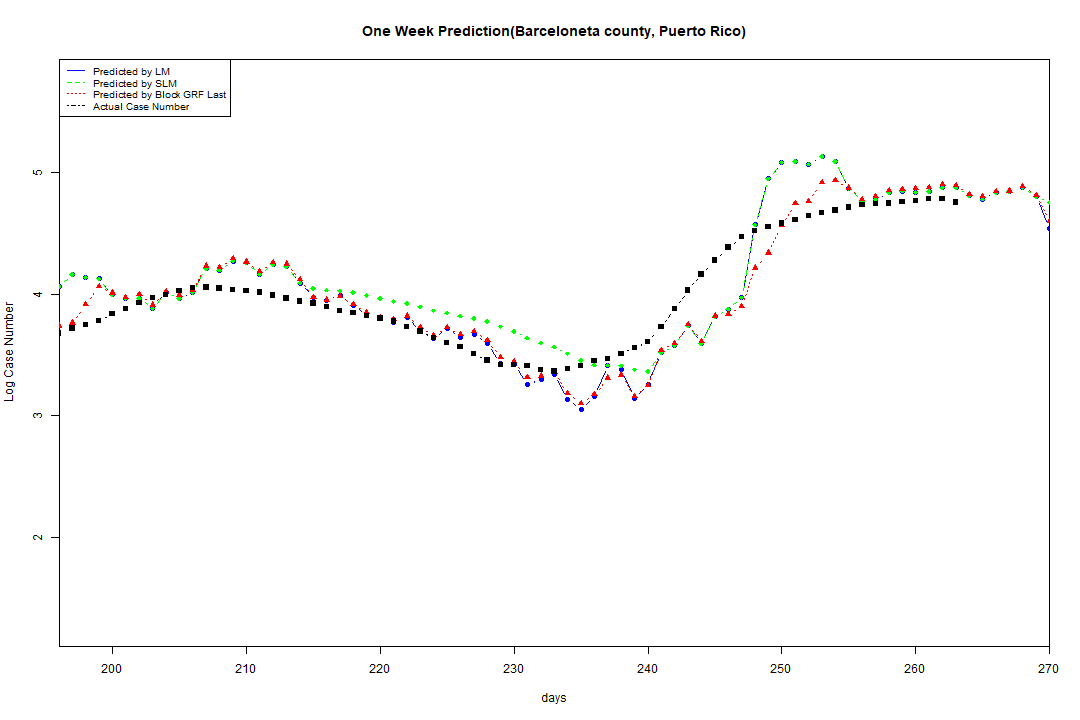 One Week Prediction(Barceloneta county, Puerto Rico)
Predicted by LM
Predicted by SLM
Predicted by Block GRF Last
Actual Case Number
5
4
3
2
Log Case Number
200 210 220 230 240 250 260 270
days